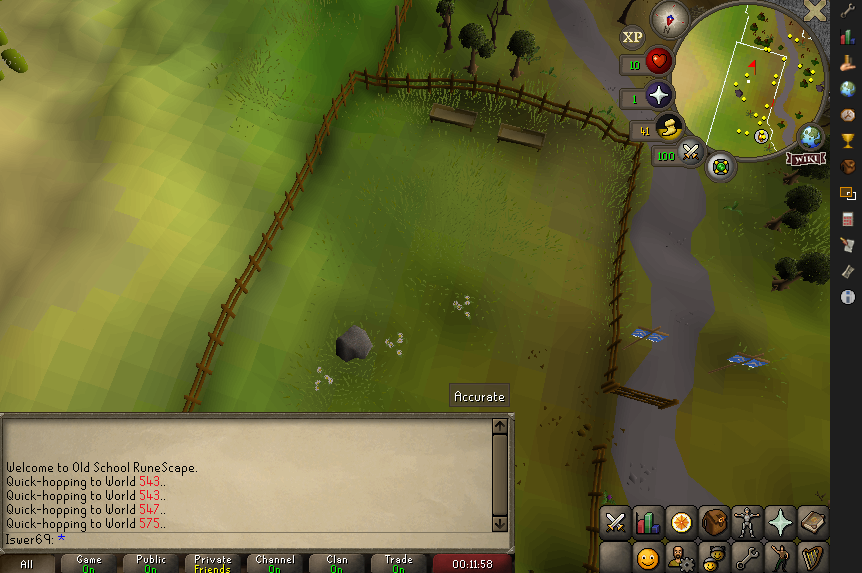 XP
10
1
41
100
WIKI
Accurate
Welcome to Old School RuneScape.
Quick-hopping to World 543..
Quick-hopping to World 543..
Quick-hopping to World 547..
Quick-hopping to World 575..
Iswer69: *
All
Game
On
Public
On
Private
Friends
Channel
On
Clan
On
Trade
On
00:11:58